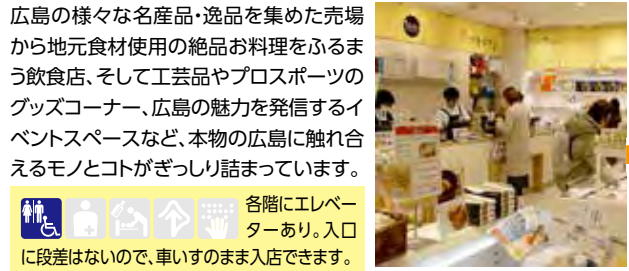 広島の様々な名産品・逸品を集めた売場
から地元食材使用の絶品お料理をふるま
う飲食店、そして工芸品やプロスポーツの
グッズコーナー、広島の魅力を発信するイ
ベントスペースなど、本物の広島に触れ合
えるモノとコトがぎっしり詰まっています。
各階にエレベー
ターあり。入口
に段差はないので、車いすのまま入店できます。